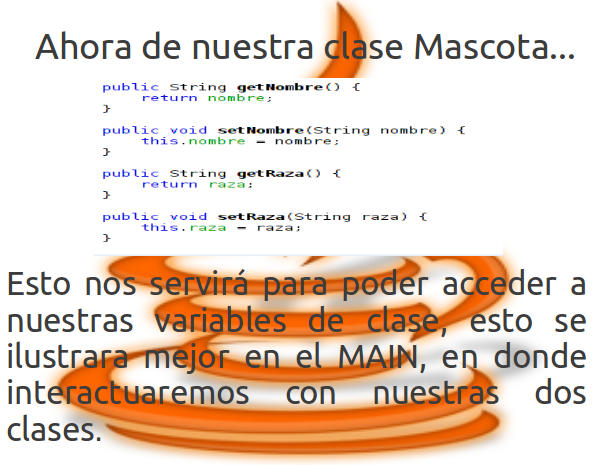 Ahora de nuestra clase Mascota...
public String getNombre() {
return nombre;
}
public void setNombre(String nombre) {
this.nombre = nombre;
}
public String getRaza() {
return raza;
}
public void setRaza(String raza) {
this.raza = raza;
}
Esto nos servirá para poder acceder a
nuestras variables de clase, esto se
ilustrara mejor en el MAIN, en donde
interactuaremos con nuestras dos
clases.